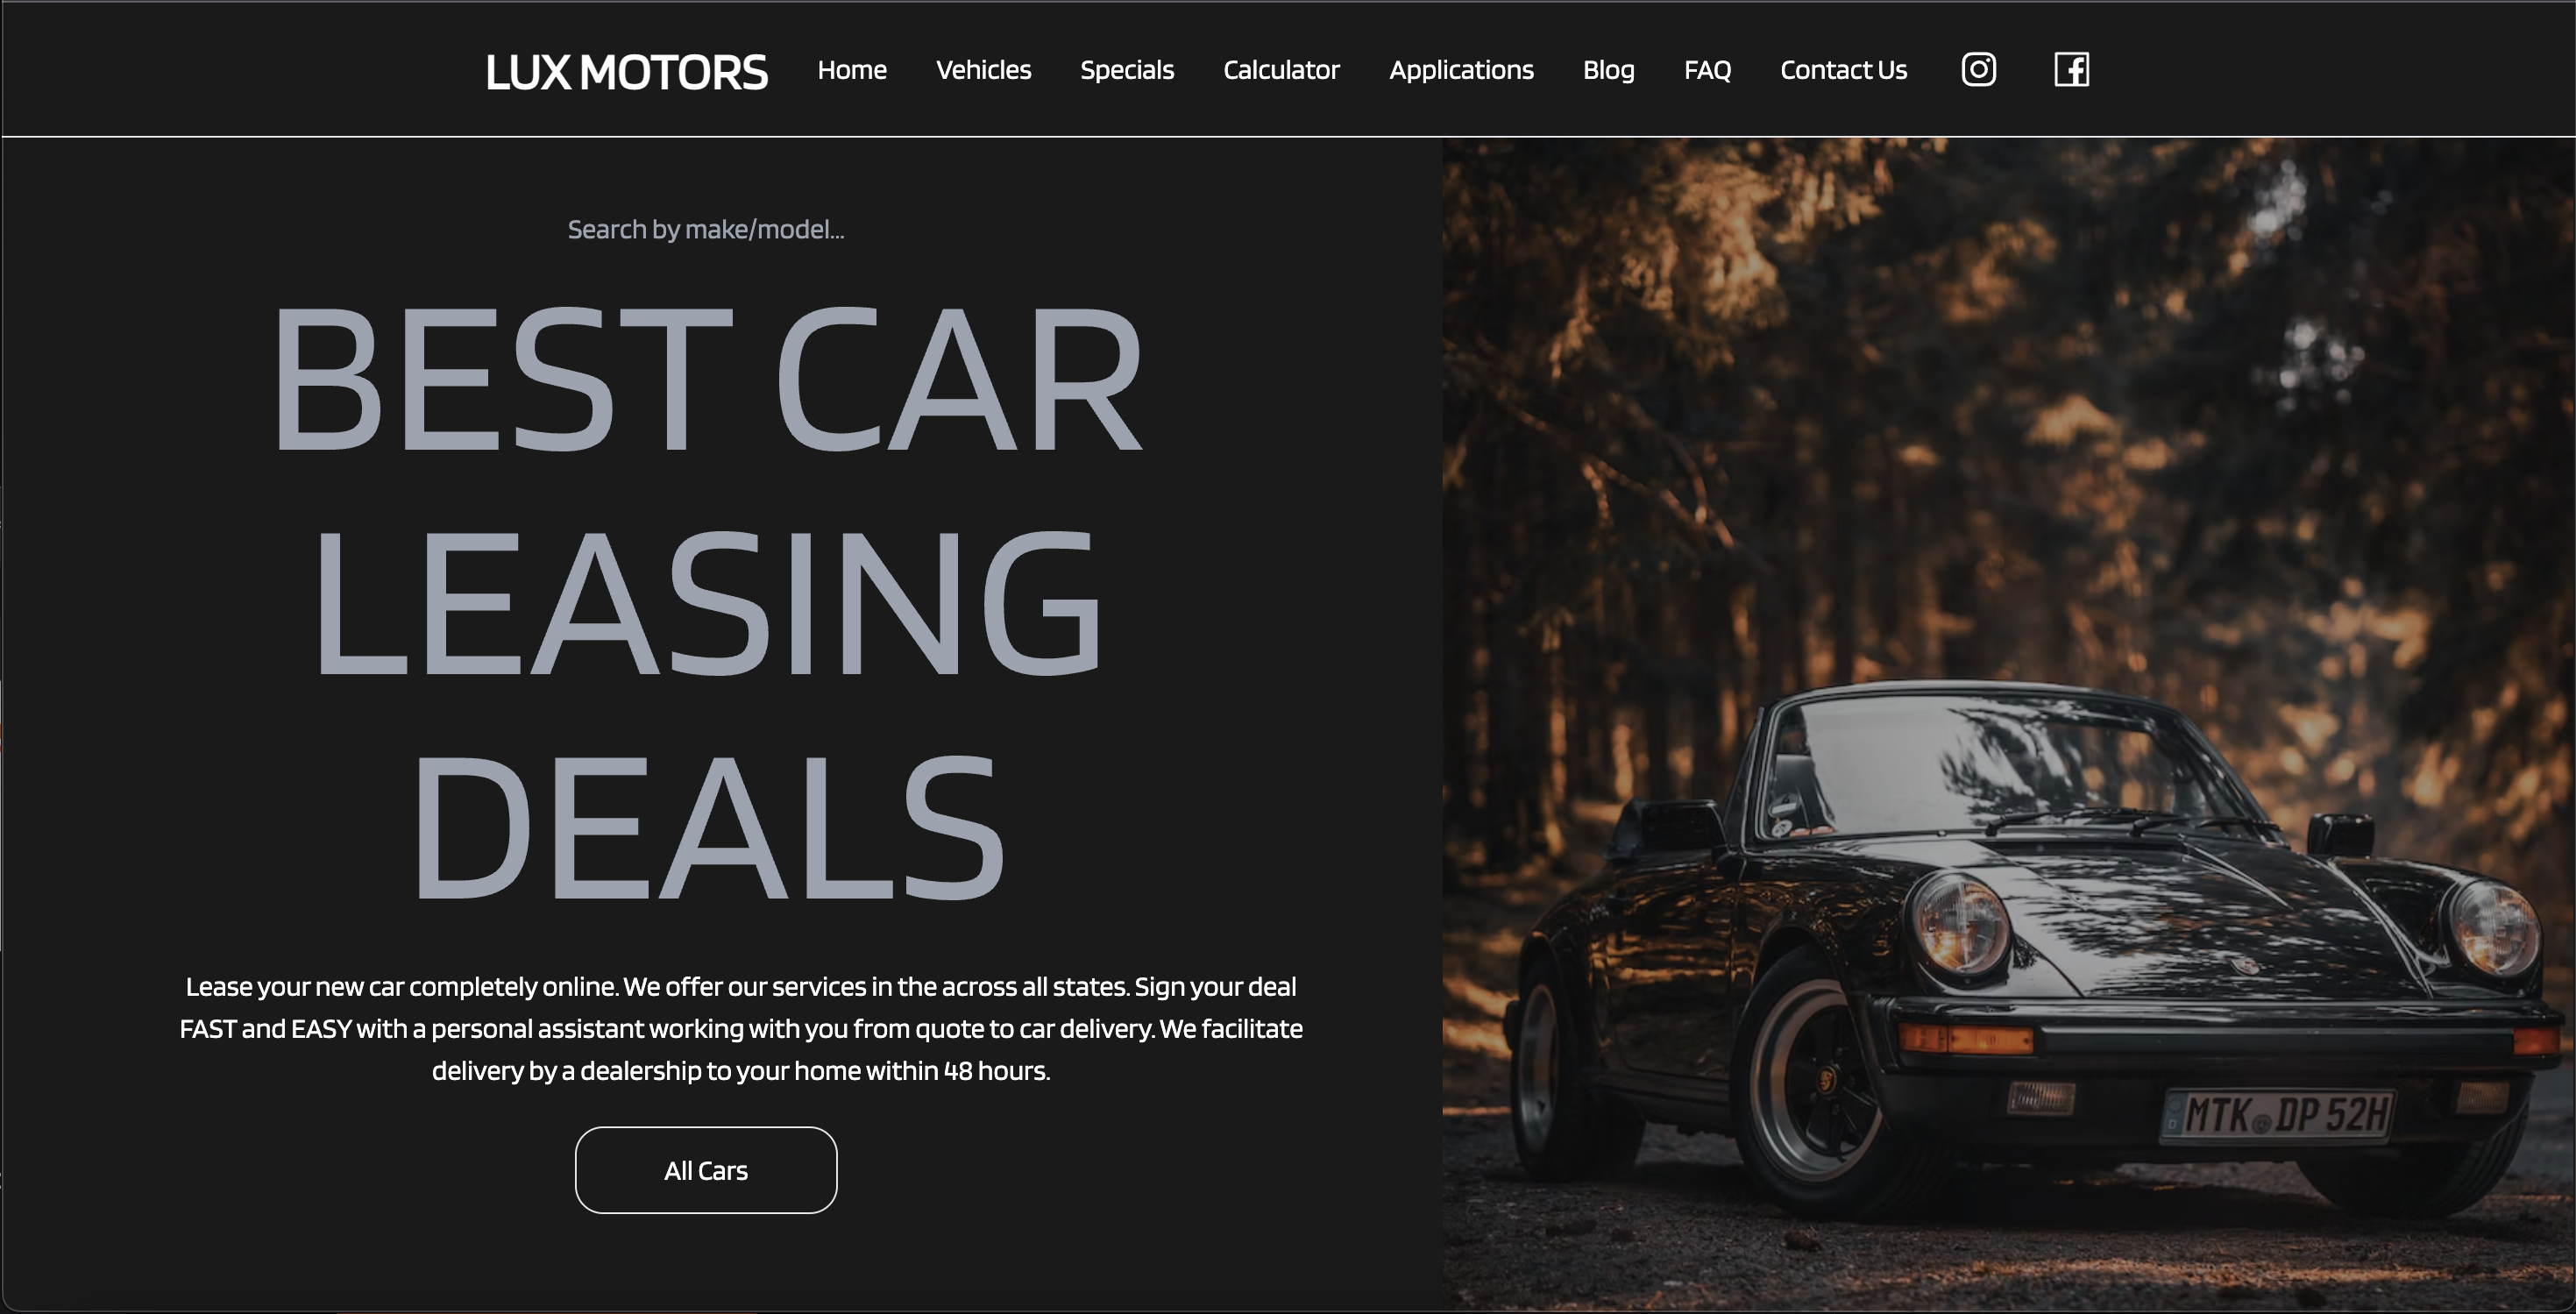 LUX MOTORS Home Vehicles Specials Calculator Applications Blog FAQ Contact Us
Search by make/model...
BEST CAR
LEASING
DEALS
Lease your new car completely online. We offer our services in the across all states. Sign your deal
FAST and EASY with a personal assistant working with you from quote to car delivery. We facilitate
delivery by a dealership to your home within 48 hours.
All Cars
D MTK DP 52H